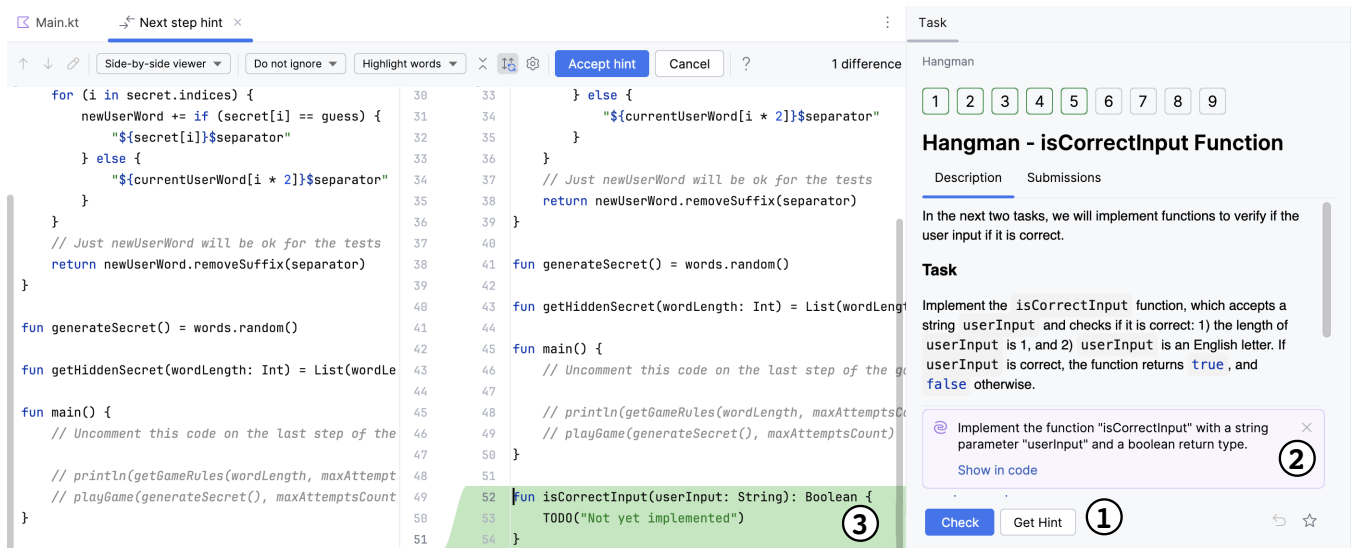 Main.kt
Next step hint
Task
Side-by-side viewer
Do not ignore
Highlight words
Accept hint
Cancel
?
1 difference
for (i in secret.indices) {
newUserWord += if (secret[i] == guess) {
"${secret[i]}$separator"
} else {
"${currentUserWord[i * 2]}$separator"
}
}
// Just newUserWord will be ok for the tests
return newUserWord.removeSuffix(separator)
}
fun generateSecret() = words.random()
fun getHiddenSecret(wordLength: Int) = List(wordLe
fun main() {
// Uncomment this code on the last step of the
// println(getGameRules(wordLength, maxAttempt
// playGame(generateSecret(), maxAttemptsCount
}
30 33
31 34
32 35
33 36
34 37
35 38
36 39
37 40
38 41
39 42
40 43
41 44
42 45
43 46
44 47
45 48
46 49
47 50
48 51
49 52
50 53
51 54
} else {
"${currentUserWord[i * 2]}$separator"
}
}
// Just newUserWord will be ok for the tests
return newUserWord.removeSuffix(separator)
}
fun generateSecret() = words.random()
fun getHiddenSecret(wordLength: Int) = List(wordLengt
fun main() {
// Uncomment this code on the last step of the ga
// println(getGameRules(wordLength, maxAttemptsCo
// playGame(generateSecret(), maxAttemptsCount)
}
fun isCorrectInput(userInput: String): Boolean {
TODO("Not yet implemented")
}
3
Hangman
1 2 3 4 5 6 7 8 9
Hangman - isCorrectInput Function
Description
Submissions
In the next two tasks, we will implement functions to verify if the
user input if it is correct.
Task
Implement the isCorrectInput function, which accepts a
string userInput and checks if it is correct: 1) the length of
userInput is 1, and 2) userInput is an English letter. If
userInput is correct, the function returns true , and
false otherwise.
Implement the function "isCorrectInput" with a string
parameter "userInput" and a boolean return type.
Show in code
2
Check
Get Hint
1